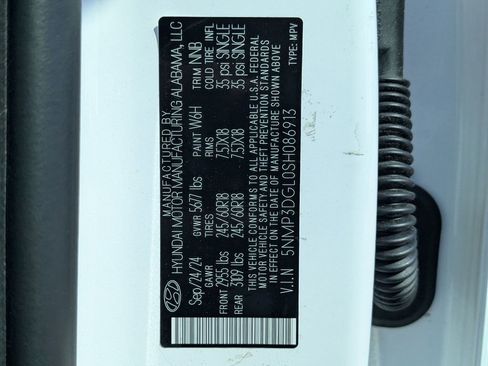 MANUFACTURED BY
HYUNDAI MOTOR MANUFACTURING ALABAMA, LLC
Sep/24/24 GVWR 5617 lbs PAINT W6H TRIM NNB
GAWR TIRES RIMS COLD TIRE INFL
FRONT 2955 lbs 245/60R18 7.5JX18 35 psi SINGLE
REAR 3109 lbs 245/60R18 7.5JX18 35 psi SINGLE
THIS VEHICLE CONFORMS TO ALL APPLICABLE U.S.A. FEDERAL
MOTOR VEHICLE SAFETY AND THEFT PREVENTION STANDARDS
IN EFFECT ON THE DATE OF MANUFACTURE SHOWN ABOVE
V.I.N 5NMP3DGL0SH086913 TYPE: MPV